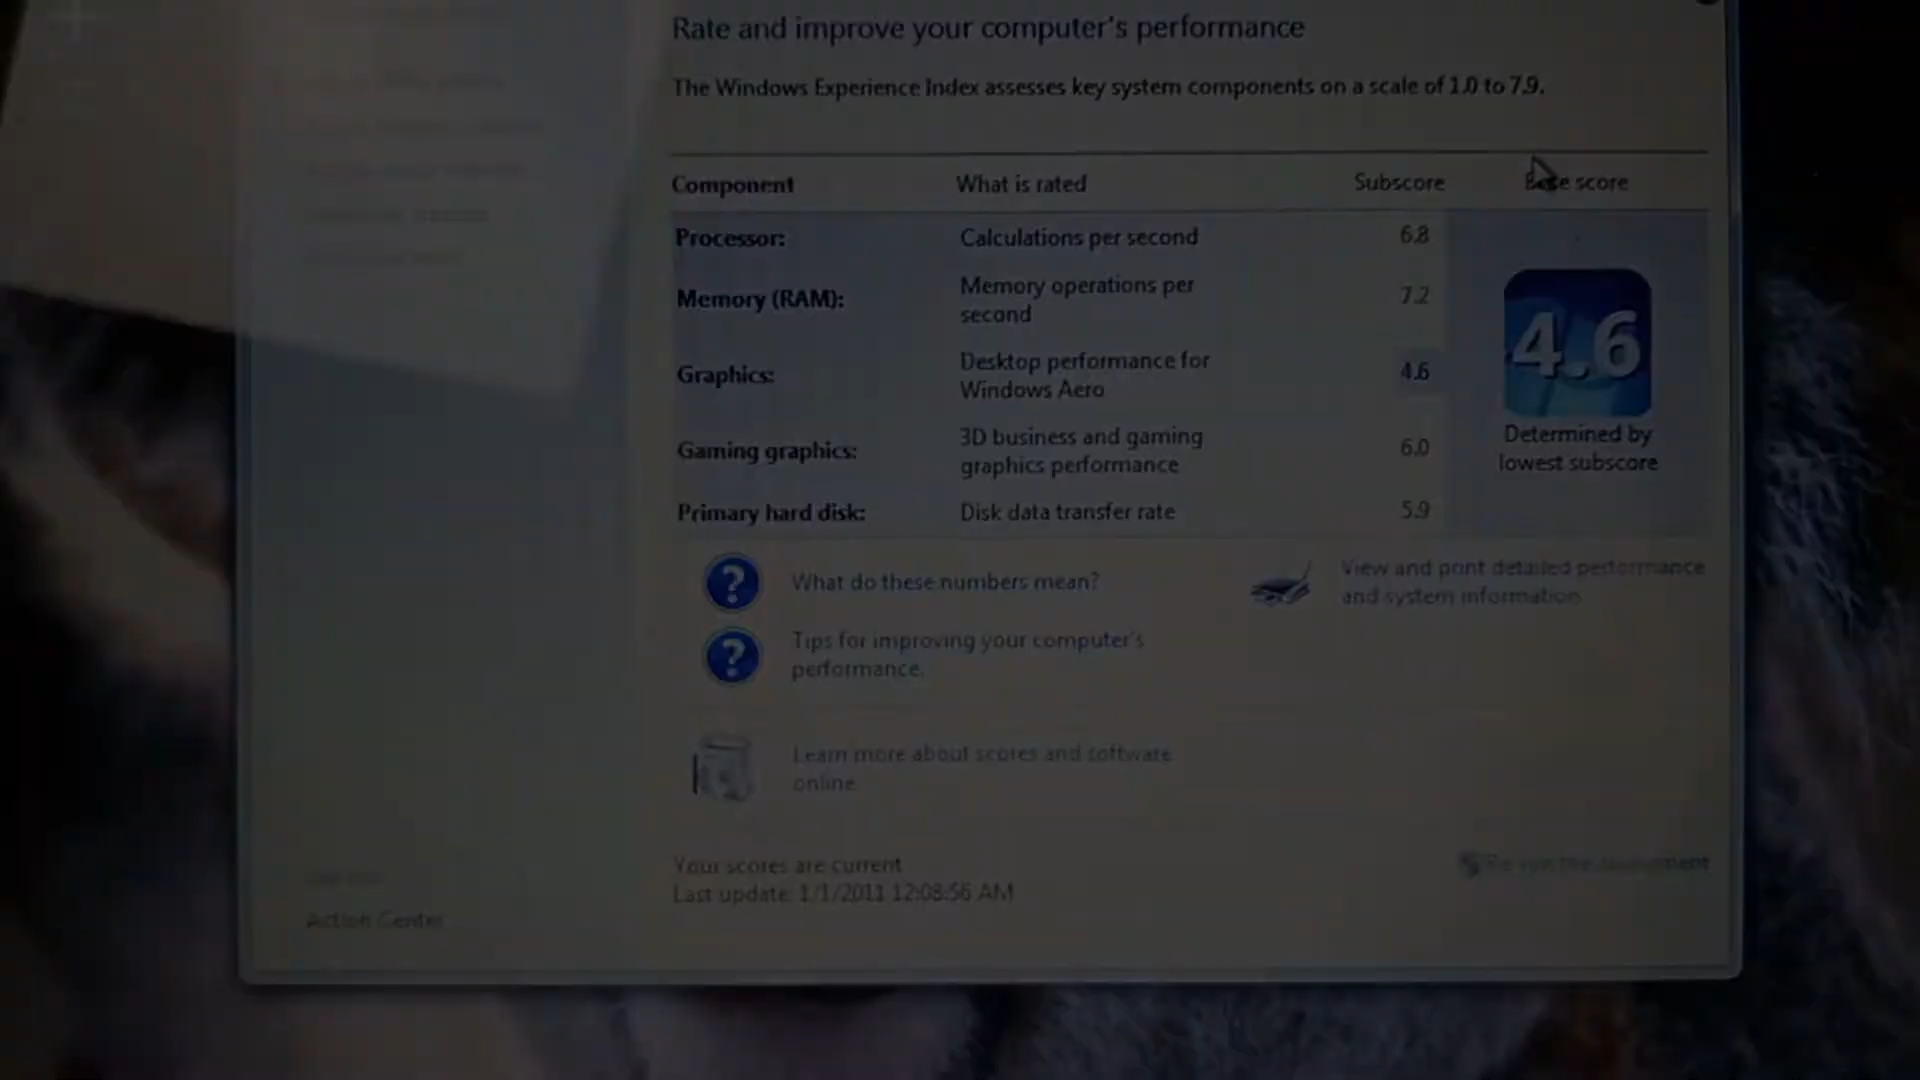 Rate and improve your computer's performance
The Windows Experience Index assesses key system components on a scale of 1.0 to 7.9.
Component What is rated Subscore Base score
Processor: Calculations per second 6.8
Memory (RAM): Memory operations per
second 7.2
Graphics: Desktop performance for
Windows Aero 4.6
Gaming graphics: 3D business and gaming
graphics performance 6.0
Primary hard disk: Disk data transfer rate 5.9
4.6
Determined by
lowest subscore
What do these numbers mean?
View and print detailed performance
and system information
Tips for improving your computer's
performance.
Learn more about scores and software
online
Your scores are current
Last update: 1/1/2011 12:08:56 AM
Re-run the assessment
Action Center